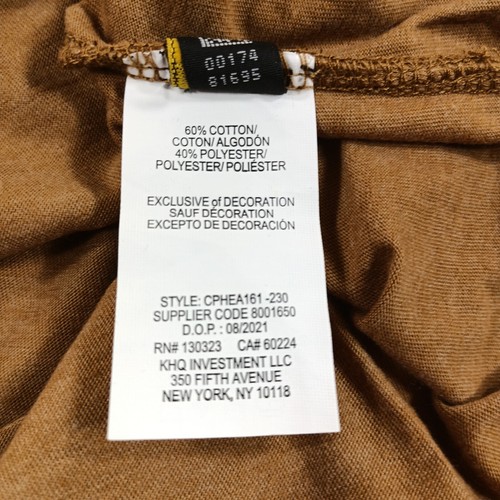 00174
81695
60% COTTON/
COTON/ ALGODÓN
40% POLYESTER/
POLYESTER/ POLIÉSTER
EXCLUSIVE of DECORATION
SAUF DÉCORATION
EXCEPTO DE DECORACIÓN
STYLE: CPHEA161 -230
SUPPLIER CODE 8001650
D.O.P. : 08/2021
RN# 130323 CA# 60224
KHQ INVESTMENT LLC
350 FIFTH AVENUE
NEW YORK, NY 10118